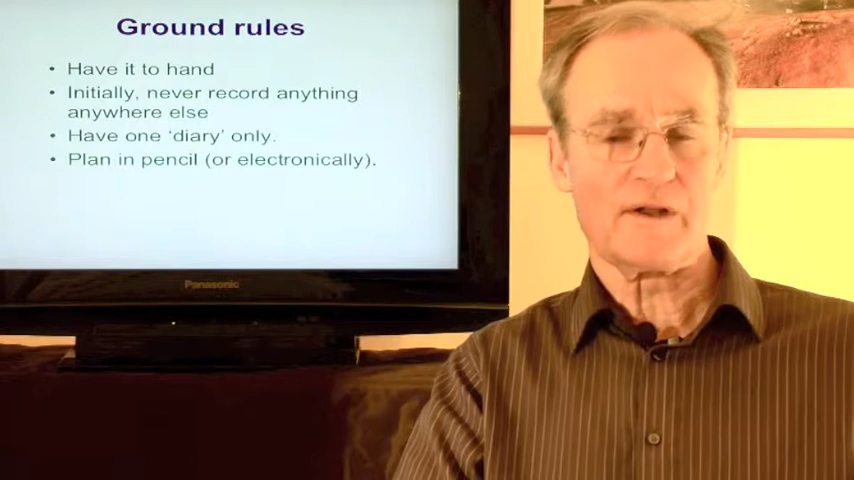 Ground rules
• Have it to hand
• Initially, never record anything
anywhere else
• Have one ‘diary’ only.
• Plan in pencil (or electronically).
Panasonic